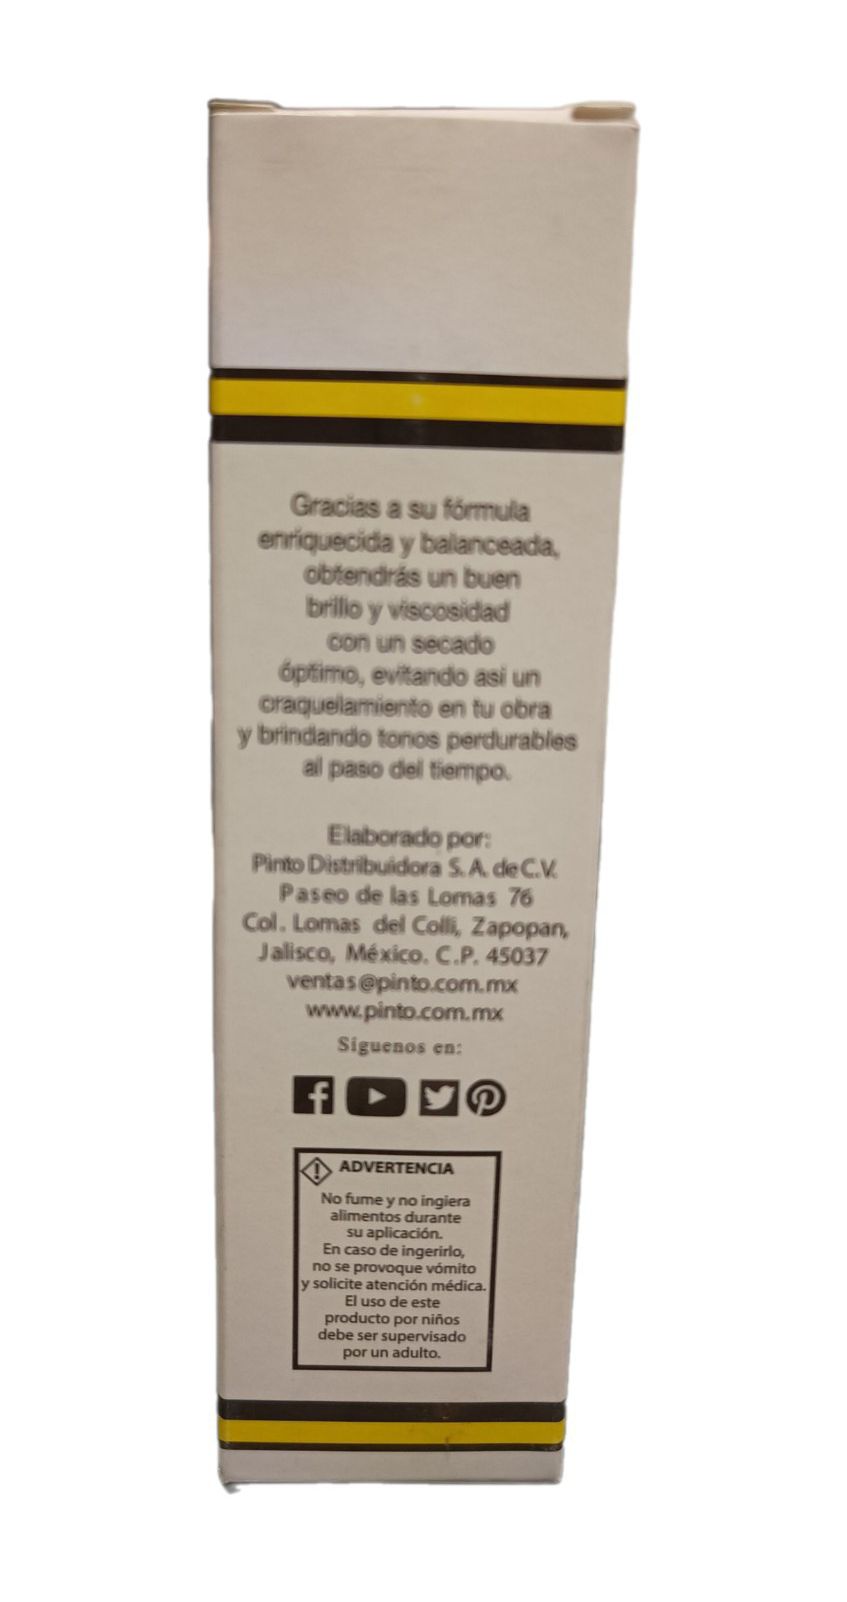 Gracias a su fórmula
enriquecida y balanceada,
obtendrás un buen
brillo y viscosidad
con un secado
óptimo, evitando asi un
craquelamiento en tu obra
y brindando tonos perdurables
al paso del tiempo.
Elaborado por:
Pinto Distribuidora S. A. de C.V.
Paseo de las Lomas 76
Col. Lomas del Colli, Zapopan,
Jalisco, México. C.P. 45037
ventas@pinto.com.mx
www.pinto.com.mx
Síguenos en:
ADVERTENCIA
No fume y no ingiera
alimentos durante
su aplicación.
En caso de ingerirlo,
no se provoque vómito
y solicite atención médica.
El uso de este
producto por niños
debe ser supervisado
por un adulto.